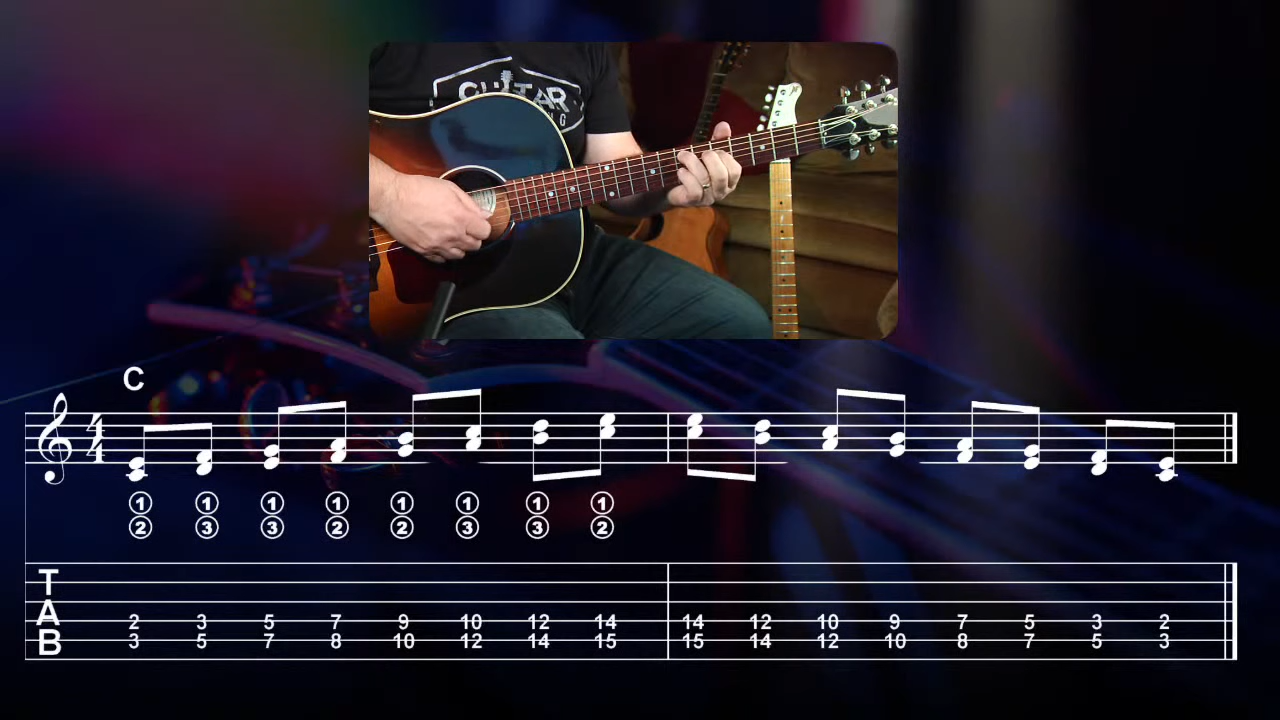 GUITAR
C
4
4
① ① ① ① ① ① ① ①
② ③ ③ ② ② ③ ③ ②
T
A 2 3 5 7 9 10 12 14 14 12 10 9 7 5 3 2
B 3 5 7 8 10 12 14 15 15 14 12 10 8 7 5 3